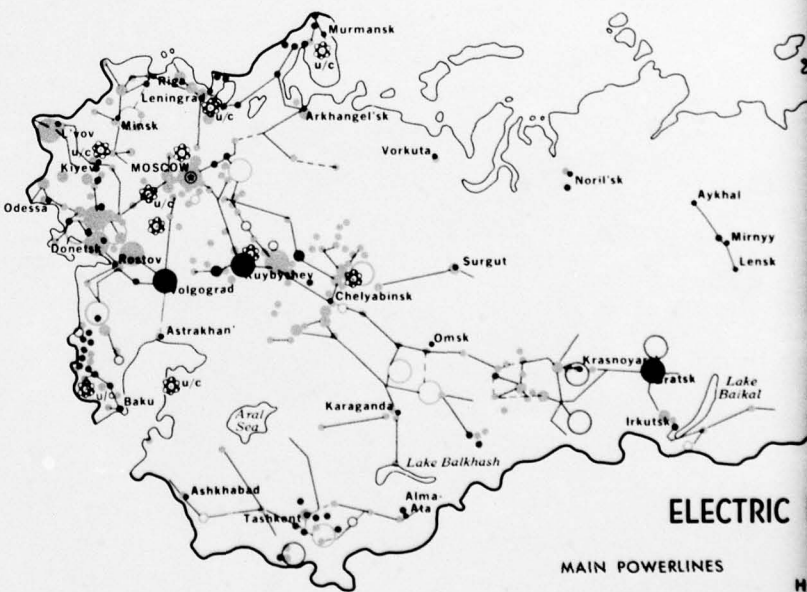 Murmansk
u/c
Riga
Leningrad
u/c
Arkhangel'sk
L'vov
Minsk
u/c
Kiyev
MOSCOW
Vorkuta
Noril'sk
Aykhal
Odessa
u/c
Mirnyy
Lensk
Donetsk
Rostov
Kuybyshev
Surgut
Volgograd
Chelyabinsk
Astrakhan'
Omsk
Krasnoya
Bratsk
Lake
Baikal
u/c
u/c
Baku
Aral
Sea
Karaganda
Irkutsk
Lake Balkhash
Ashkhabad
Alma-
Ata
Tashkent
ELECTRIC
MAIN POWERLINES
H